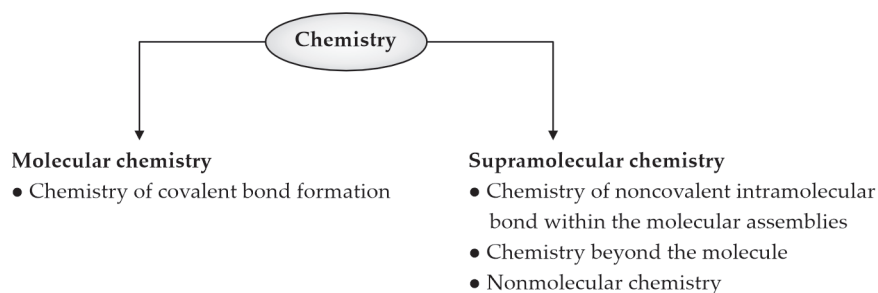 Chemistry
Molecular chemistry
● Chemistry of covalent bond formation
Supramolecular chemistry
● Chemistry of noncovalent intramolecular
bond within the molecular assemblies
● Chemistry beyond the molecule
● Nonmolecular chemistry